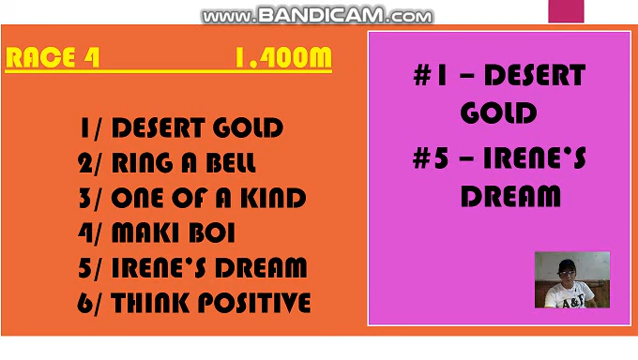 www.BANDICAM.com
RACE 4 1,400M
1/ DESERT GOLD
2/ RING A BELL
3/ ONE OF A KIND
4/ MAKI BOI
5/ IRENE'S DREAM
6/ THINK POSITIVE
#1 – DESERT
GOLD
#5 – IRENE'S
DREAM
A&F